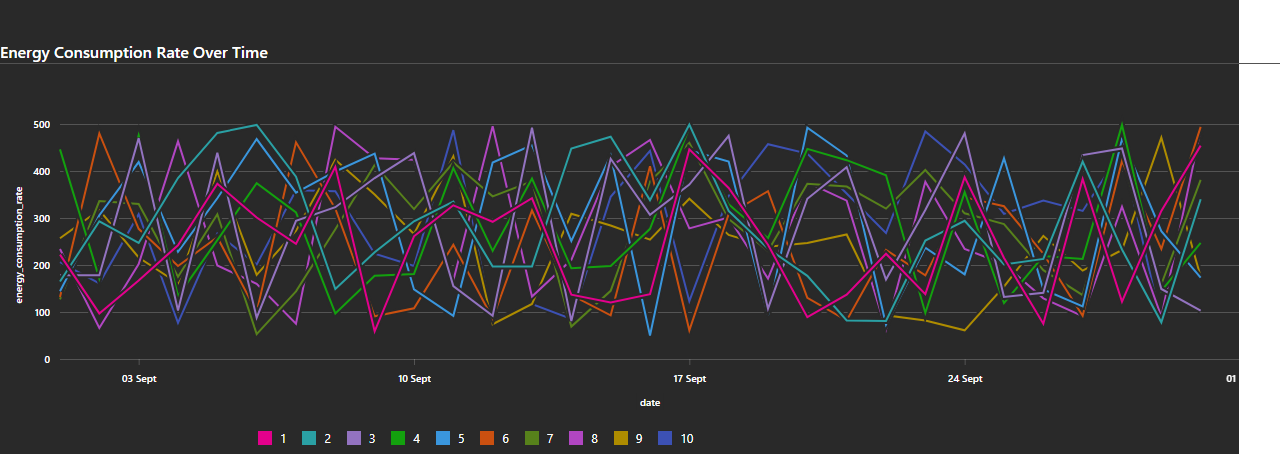 Energy Consumption Rate Over Time
500
400
300
200
100
0
energy_consumption_rate
03 Sept
10 Sept
17 Sept
24 Sept
01
date
1 2 3 4 5 6 7 8 9 10